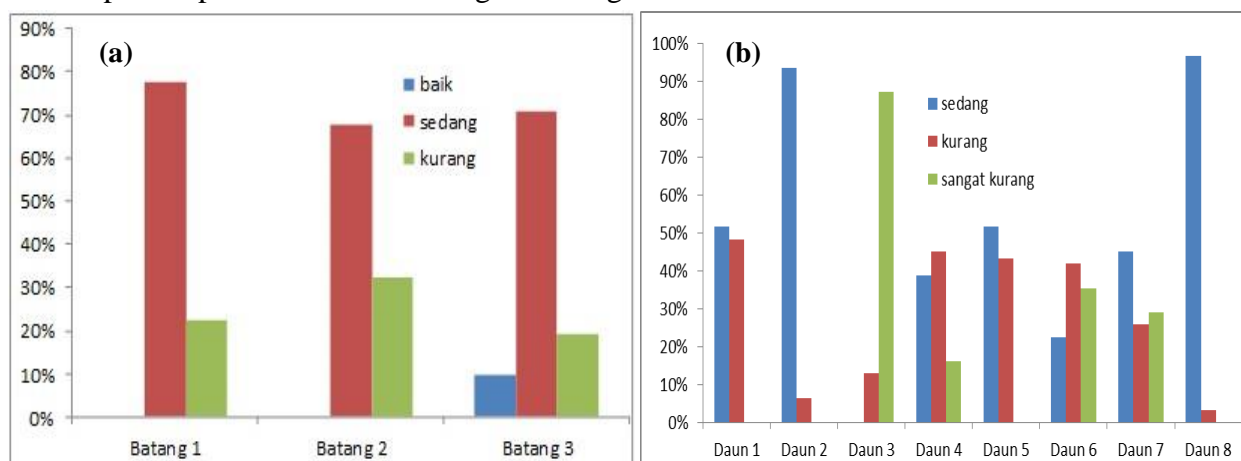 (a)
90%
80%
70%
60%
50%
40%
30%
20%
10%
0%
baik
sedang
kurang
Batang 1 Batang 2 Batang 3
(b)
100%
90%
80%
70%
60%
50%
40%
30%
20%
10%
0%
sedang
kurang
sangat kurang
Daun 1 Daun 2 Daun 3 Daun 4 Daun 5 Daun 6 Daun 7 Daun 8